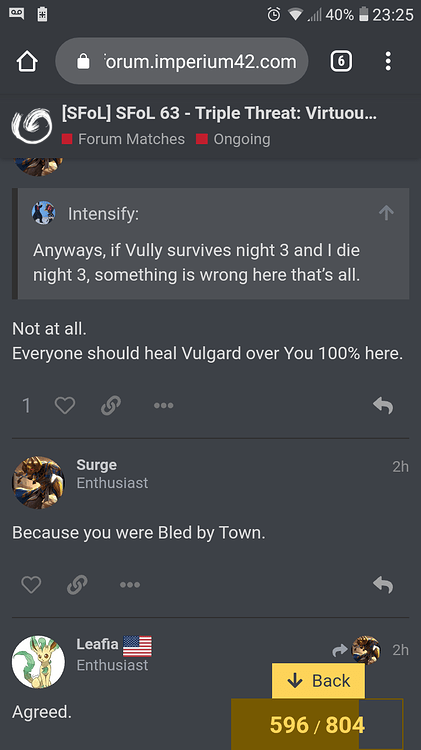 40% 23:25
orum.imperium42.com
6
[SFoL] SFoL 63 - Triple Threat: Virtuou...
Forum Matches Ongoing
Intensify:
Anyways, if Vully survives night 3 and I die
night 3, something is wrong here that's all.
Not at all.
Everyone should heal Vulgard over You 100% here.
1
Surge
2h
Enthusiast
Because you were Bled by Town.
Leafia
2h
Enthusiast
Back
Agreed.
596 / 804